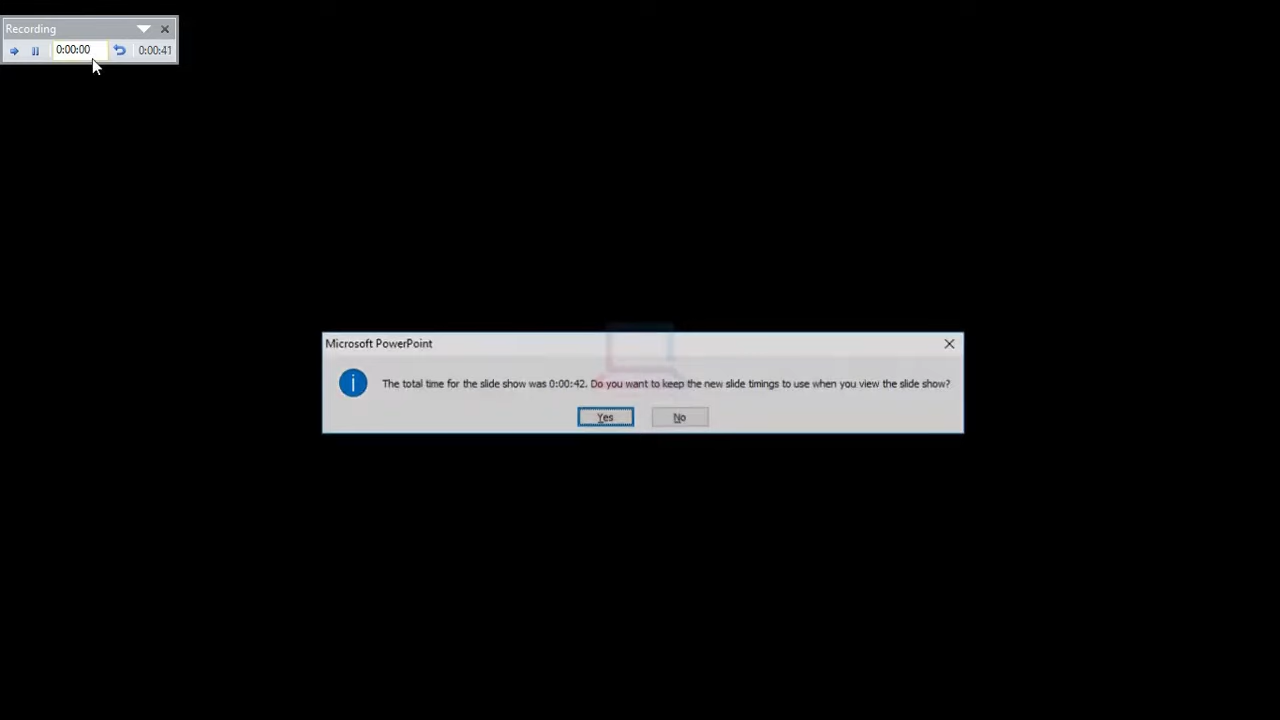 Recording
0:00:00 0:00:41
Microsoft PowerPoint
The total time for the slide show was 0:00:42. Do you want to keep the new slide timings to use when you view the slide show?
Yes No